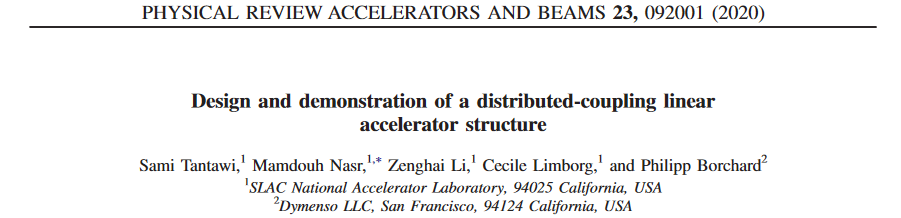 PHYSICAL REVIEW ACCELERATORS AND BEAMS 23, 092001 (2020)
Design and demonstration of a distributed-coupling linear
accelerator structure
Sami Tantawi,1 Mamdouh Nasr,1,* Zenghai Li,1 Cecile Limborg,1 and Philipp Borchard2
1SLAC National Accelerator Laboratory, 94025 California, USA
2Dymenso LLC, San Francisco, 94124 California, USA